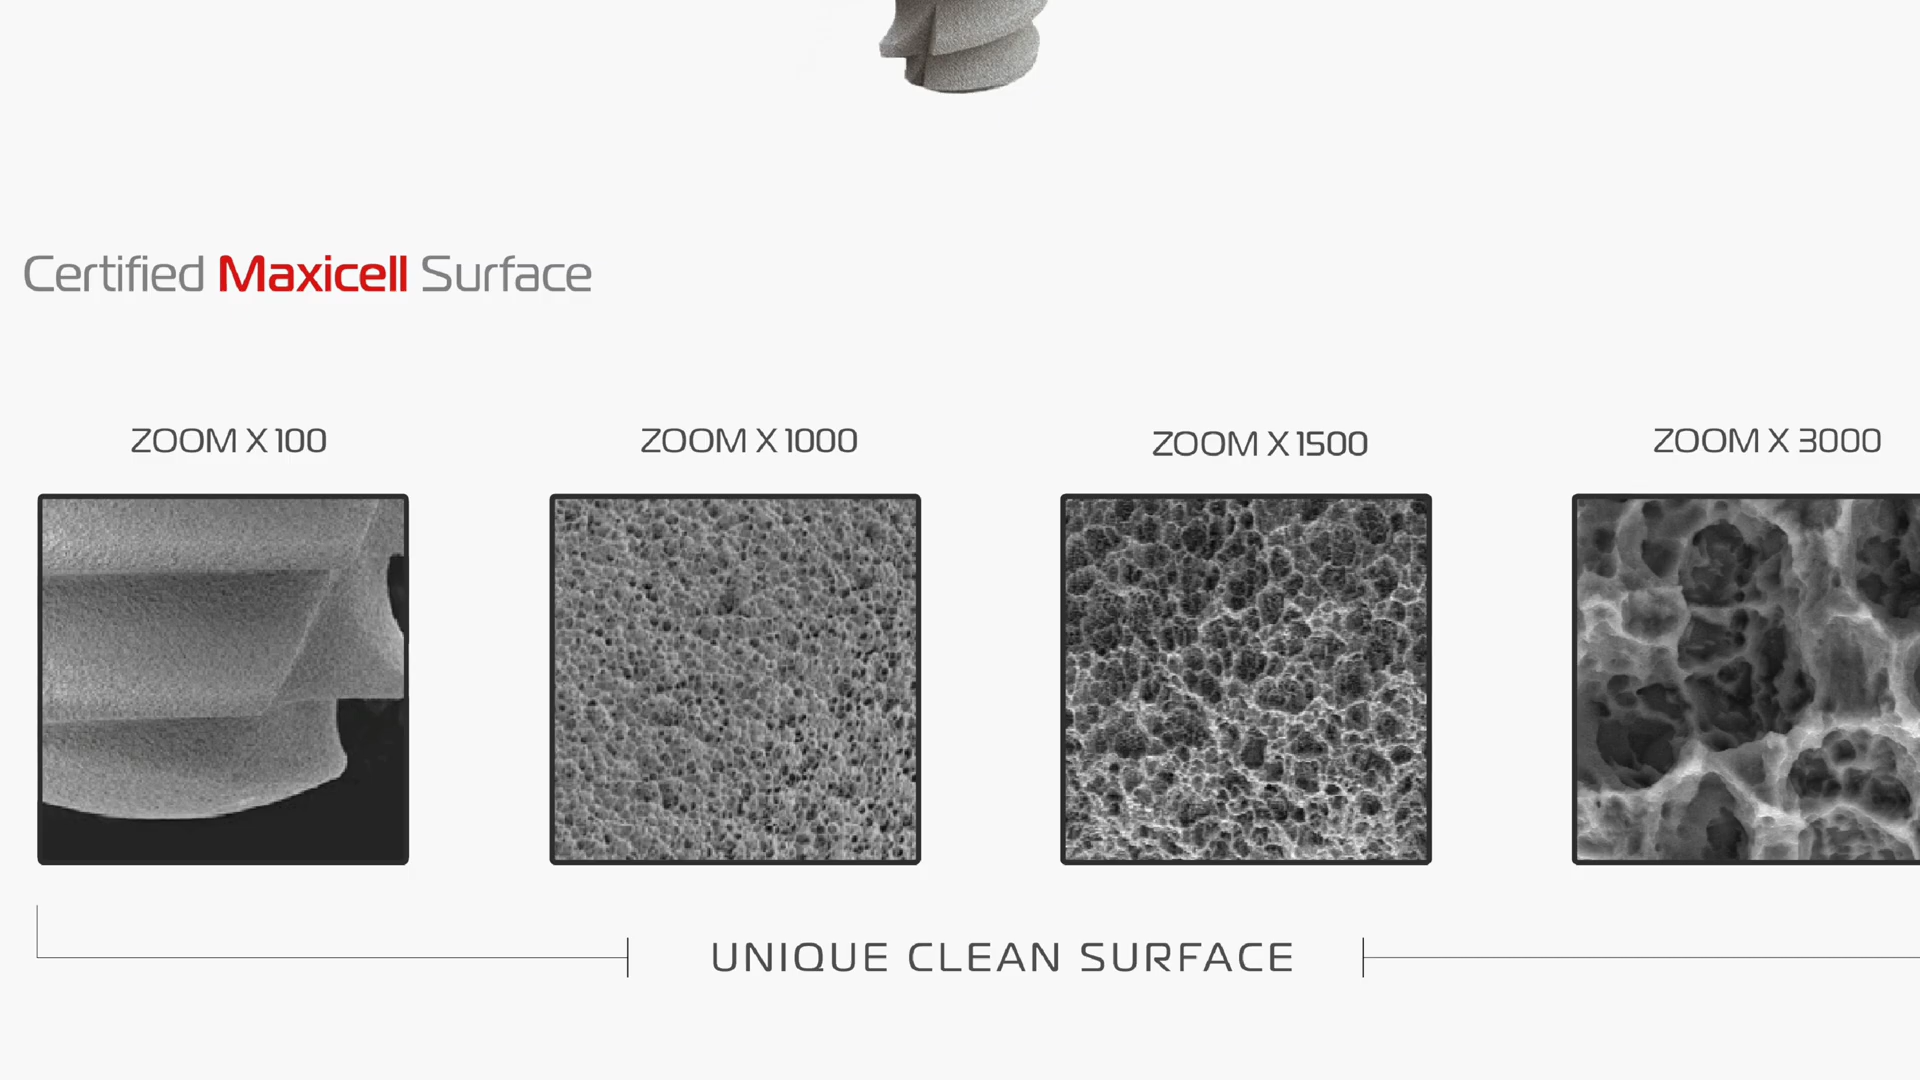 Certified Maxicell Surface
ZOOM X 100
ZOOM X 1000
ZOOM X 1500
ZOOM X 3000
UNIQUE CLEAN SURFACE